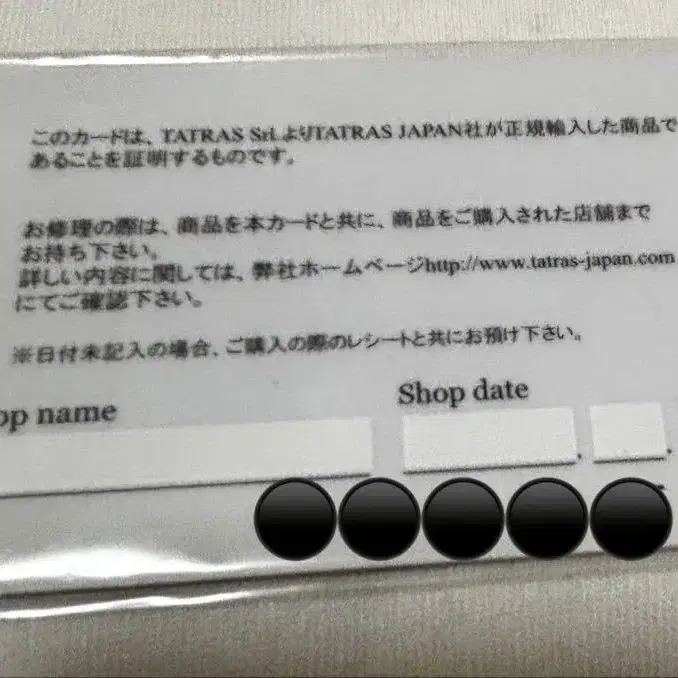 このカードは、TATRAS Srl.よりTATRAS JAPAN社が正規輸入した商品で
あることを証明するものです。
お修理の際は、商品を本カードと共に、商品をご購入された店舗まで
お持ち下さい。
詳しい内容に関しては、弊社ホームページhttp://www.tatras-japan.com
にてご確認下さい。
※日付未記入の場合、ご購入の際のレシートと共にお預け下さい。
op name
Shop date